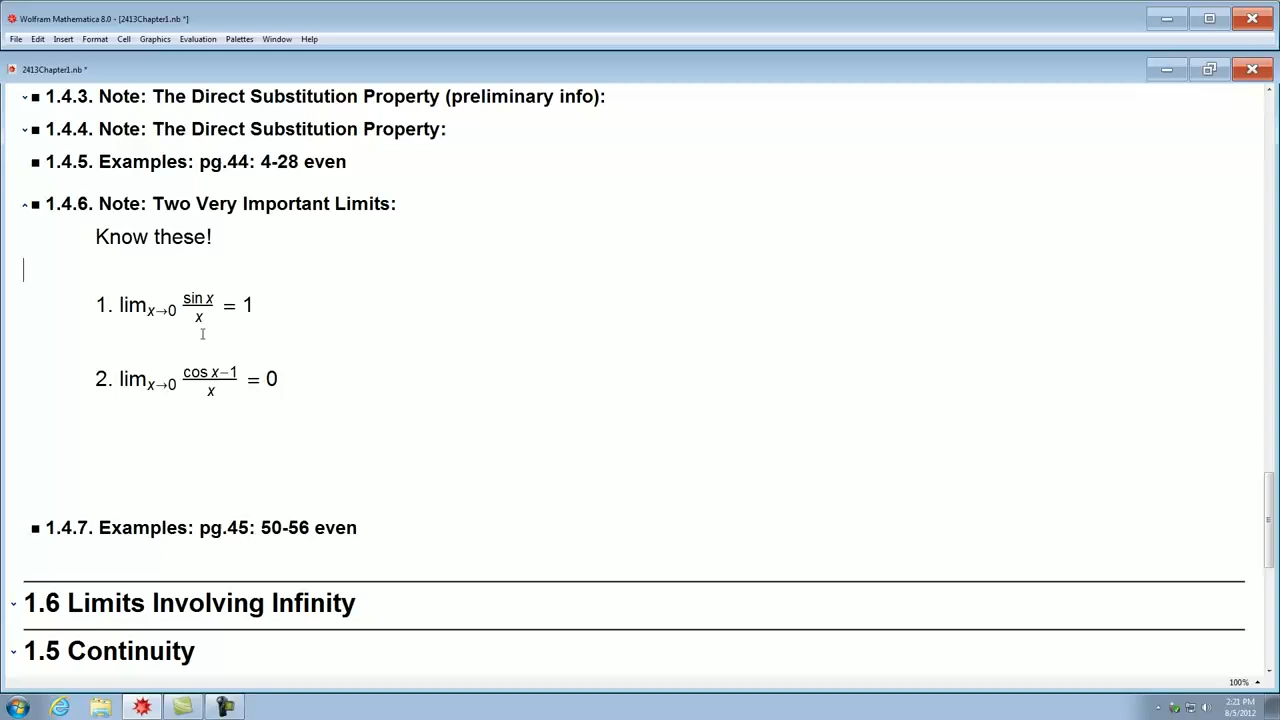 Wolfram Mathematica 8.0 - [2413Chapter1.nb *]
File Edit Insert Format Cell Graphics Evaluation Palettes Window Help
2413Chapter1.nb *
1.4.3. Note: The Direct Substitution Property (preliminary info):
1.4.4. Note: The Direct Substitution Property:
1.4.5. Examples: pg.44: 4-28 even
1.4.6. Note: Two Very Important Limits:
Know these!
1. lim x→0 sin x / x = 1
2. lim x→0 cos x−1 / x = 0
1.4.7. Examples: pg.45: 50-56 even
1.6 Limits Involving Infinity
1.5 Continuity
100%
2:21 PM
8/5/2012